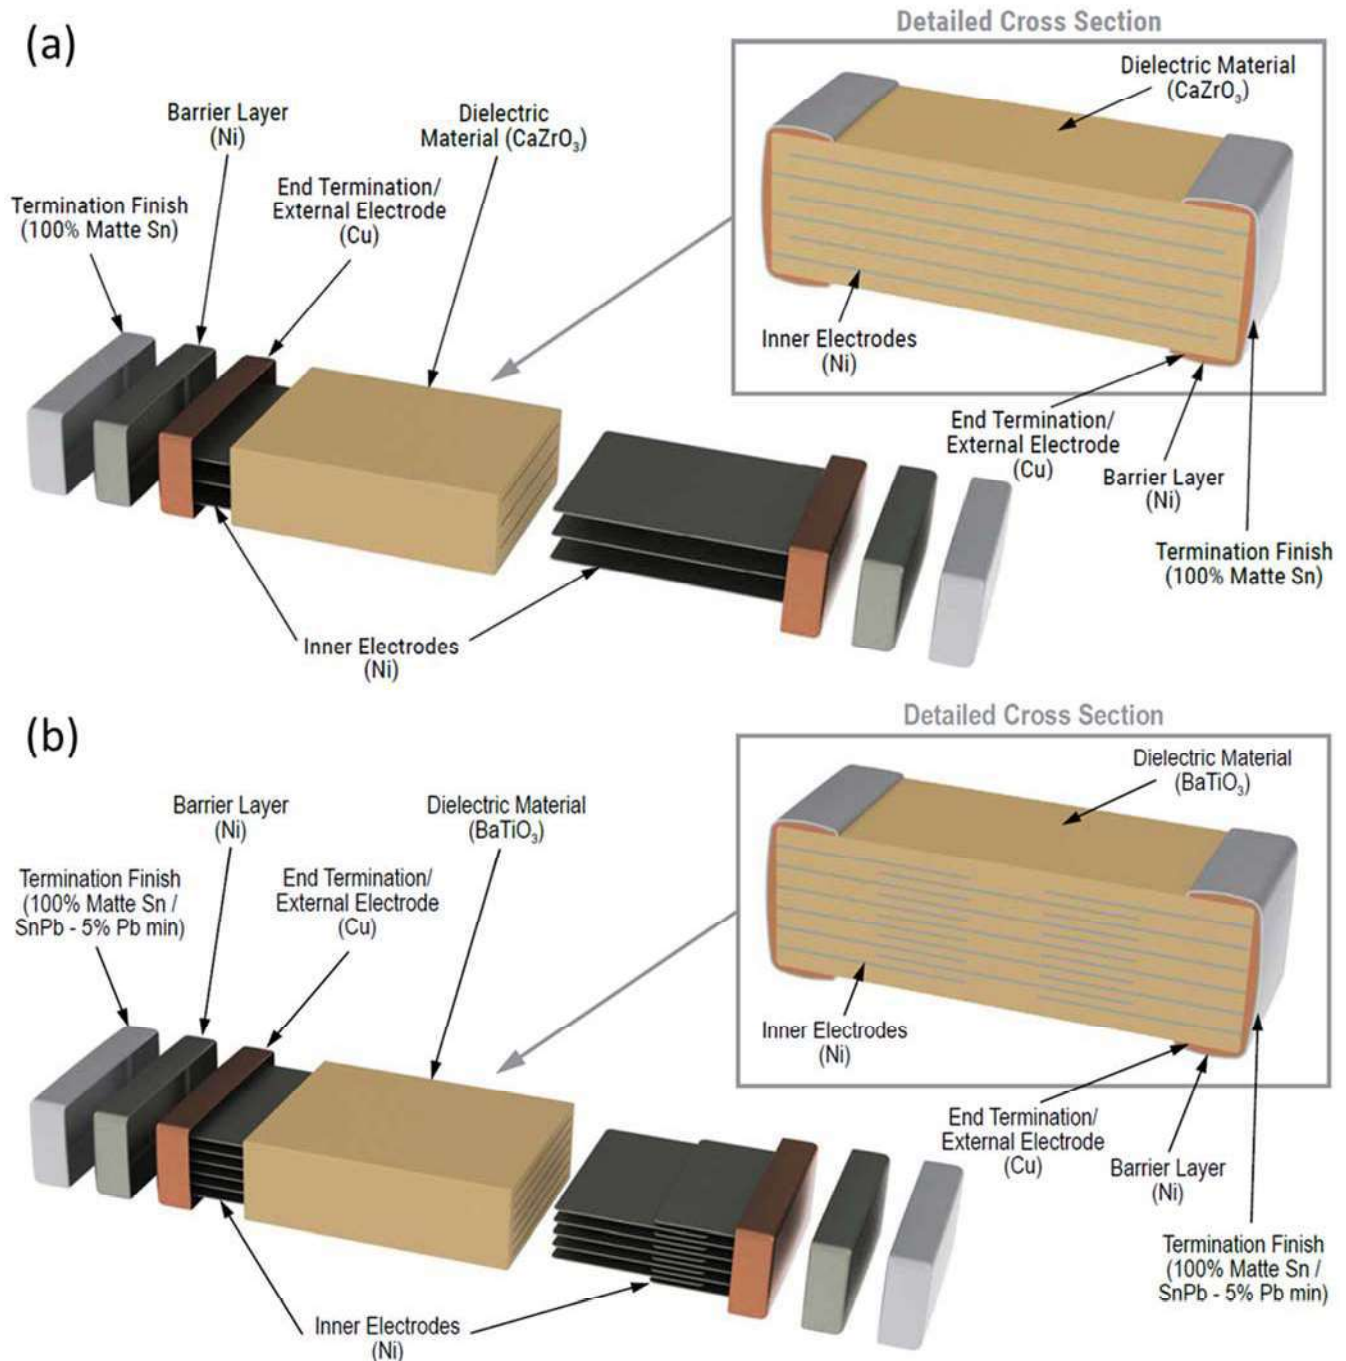 (a)
Detailed Cross Section
Dielectric Material
(CaZrO₃)
Barrier Layer
(Ni)
Dielectric
Material (CaZrO₃)
End Termination/
External Electrode
(Cu)
Termination Finish
(100% Matte Sn)
Inner Electrodes
(Ni)
End Termination/
External Electrode
(Cu)
Barrier Layer
(Ni)
Termination Finish
(100% Matte Sn)
Inner Electrodes
(Ni)
(b)
Detailed Cross Section
Dielectric Material
(BaTiO₃)
Barrier Layer
(Ni)
Dielectric Material
(BaTiO₃)
Termination Finish
(100% Matte Sn /
SnPb - 5% Pb min)
End Termination/
External Electrode
(Cu)
Inner Electrodes
(Ni)
End Termination/
External Electrode
(Cu)
Barrier Layer
(Ni)
Termination Finish
(100% Matte Sn /
SnPb - 5% Pb min)
Inner Electrodes
(Ni)